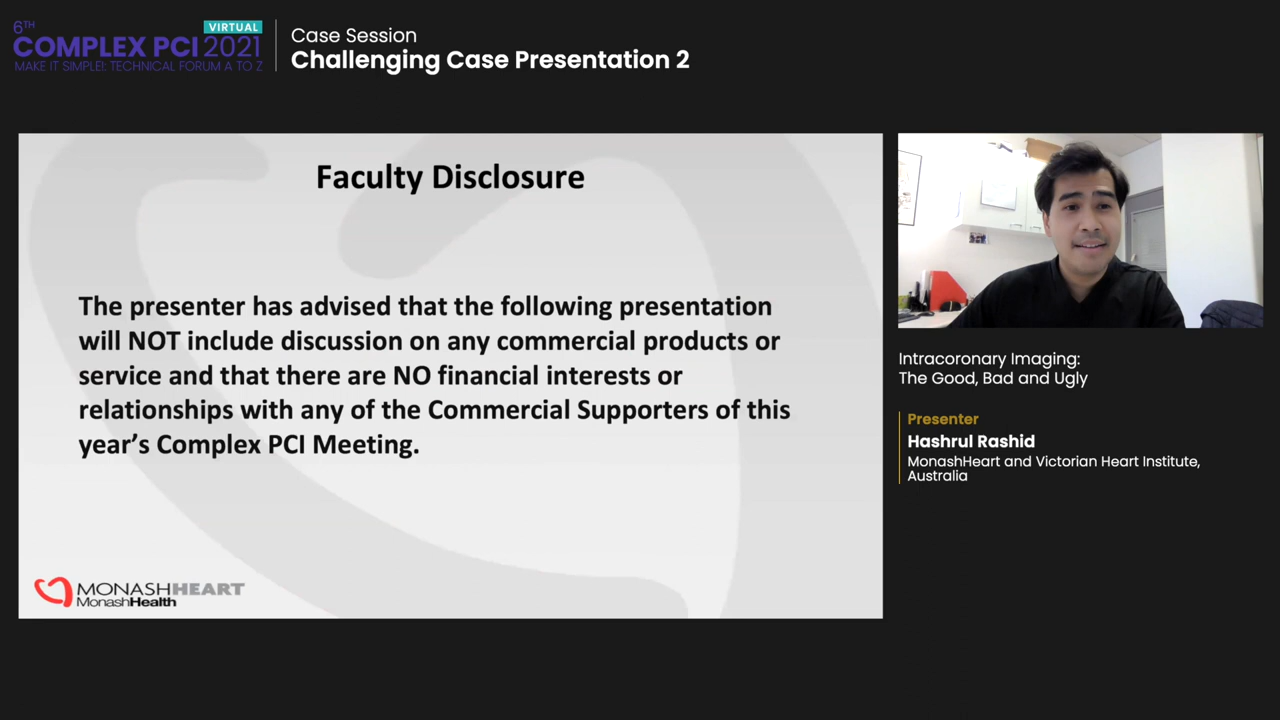 6TH
VIRTUAL
COMPLEX PCI 2021
MAKE IT SIMPLE!: TECHNICAL FORUM A TO Z
Case Session
Challenging Case Presentation 2
Faculty Disclosure
The presenter has advised that the following presentation
will NOT include discussion on any commercial products or
service and that there are NO financial interests or
relationships with any of the Commercial Supporters of this
year's Complex PCI Meeting.
MONASHHEART
MonashHealth
Intracoronary Imaging:
The Good, Bad and Ugly
Presenter
Hashrul Rashid
MonashHeart and Victorian Heart Institute,
Australia